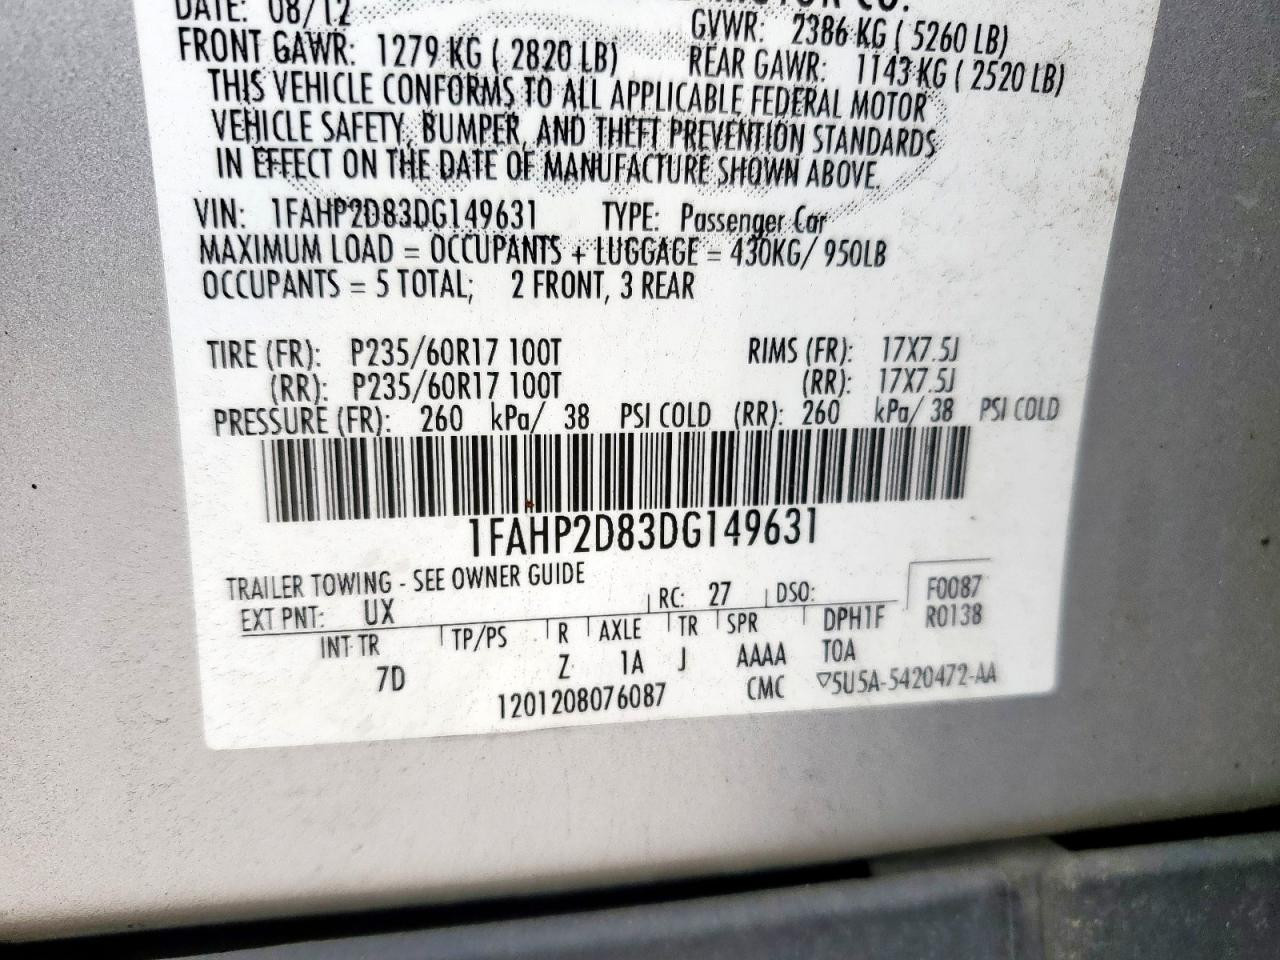 DATE: 08/12 MOTOR CO.
GVWR: 2386 KG ( 5260 LB)
FRONT GAWR: 1279 KG ( 2820 LB) REAR GAWR: 1143 KG ( 2520 LB)
THIS VEHICLE CONFORMS TO ALL APPLICABLE FEDERAL MOTOR
VEHICLE SAFETY, BUMPER, AND THEFT PREVENTION STANDARDS
IN EFFECT ON THE DATE OF MANUFACTURE SHOWN ABOVE.
VIN: 1FAHP2D83DG149631 TYPE: Passenger Car
MAXIMUM LOAD = OCCUPANTS + LUGGAGE = 430KG/ 950LB
OCCUPANTS = 5 TOTAL; 2 FRONT, 3 REAR
TIRE (FR): P235/60R17 100T RIMS (FR): 17X7.5J
(RR): P235/60R17 100T (RR): 17X7.5J
PRESSURE (FR): 260 kPa/ 38 PSI COLD (RR): 260 kPa/ 38 PSI COLD
1FAHP2D83DG149631
TRAILER TOWING - SEE OWNER GUIDE
EXT PNT: UX RC: 27 DSO: F0087
INT TR TP/PS R AXLE TR SPR DPH1F R0138
7D Z 1A J AAAA TOA
1201208076087 CMC ▽5U5A-5420472-AA